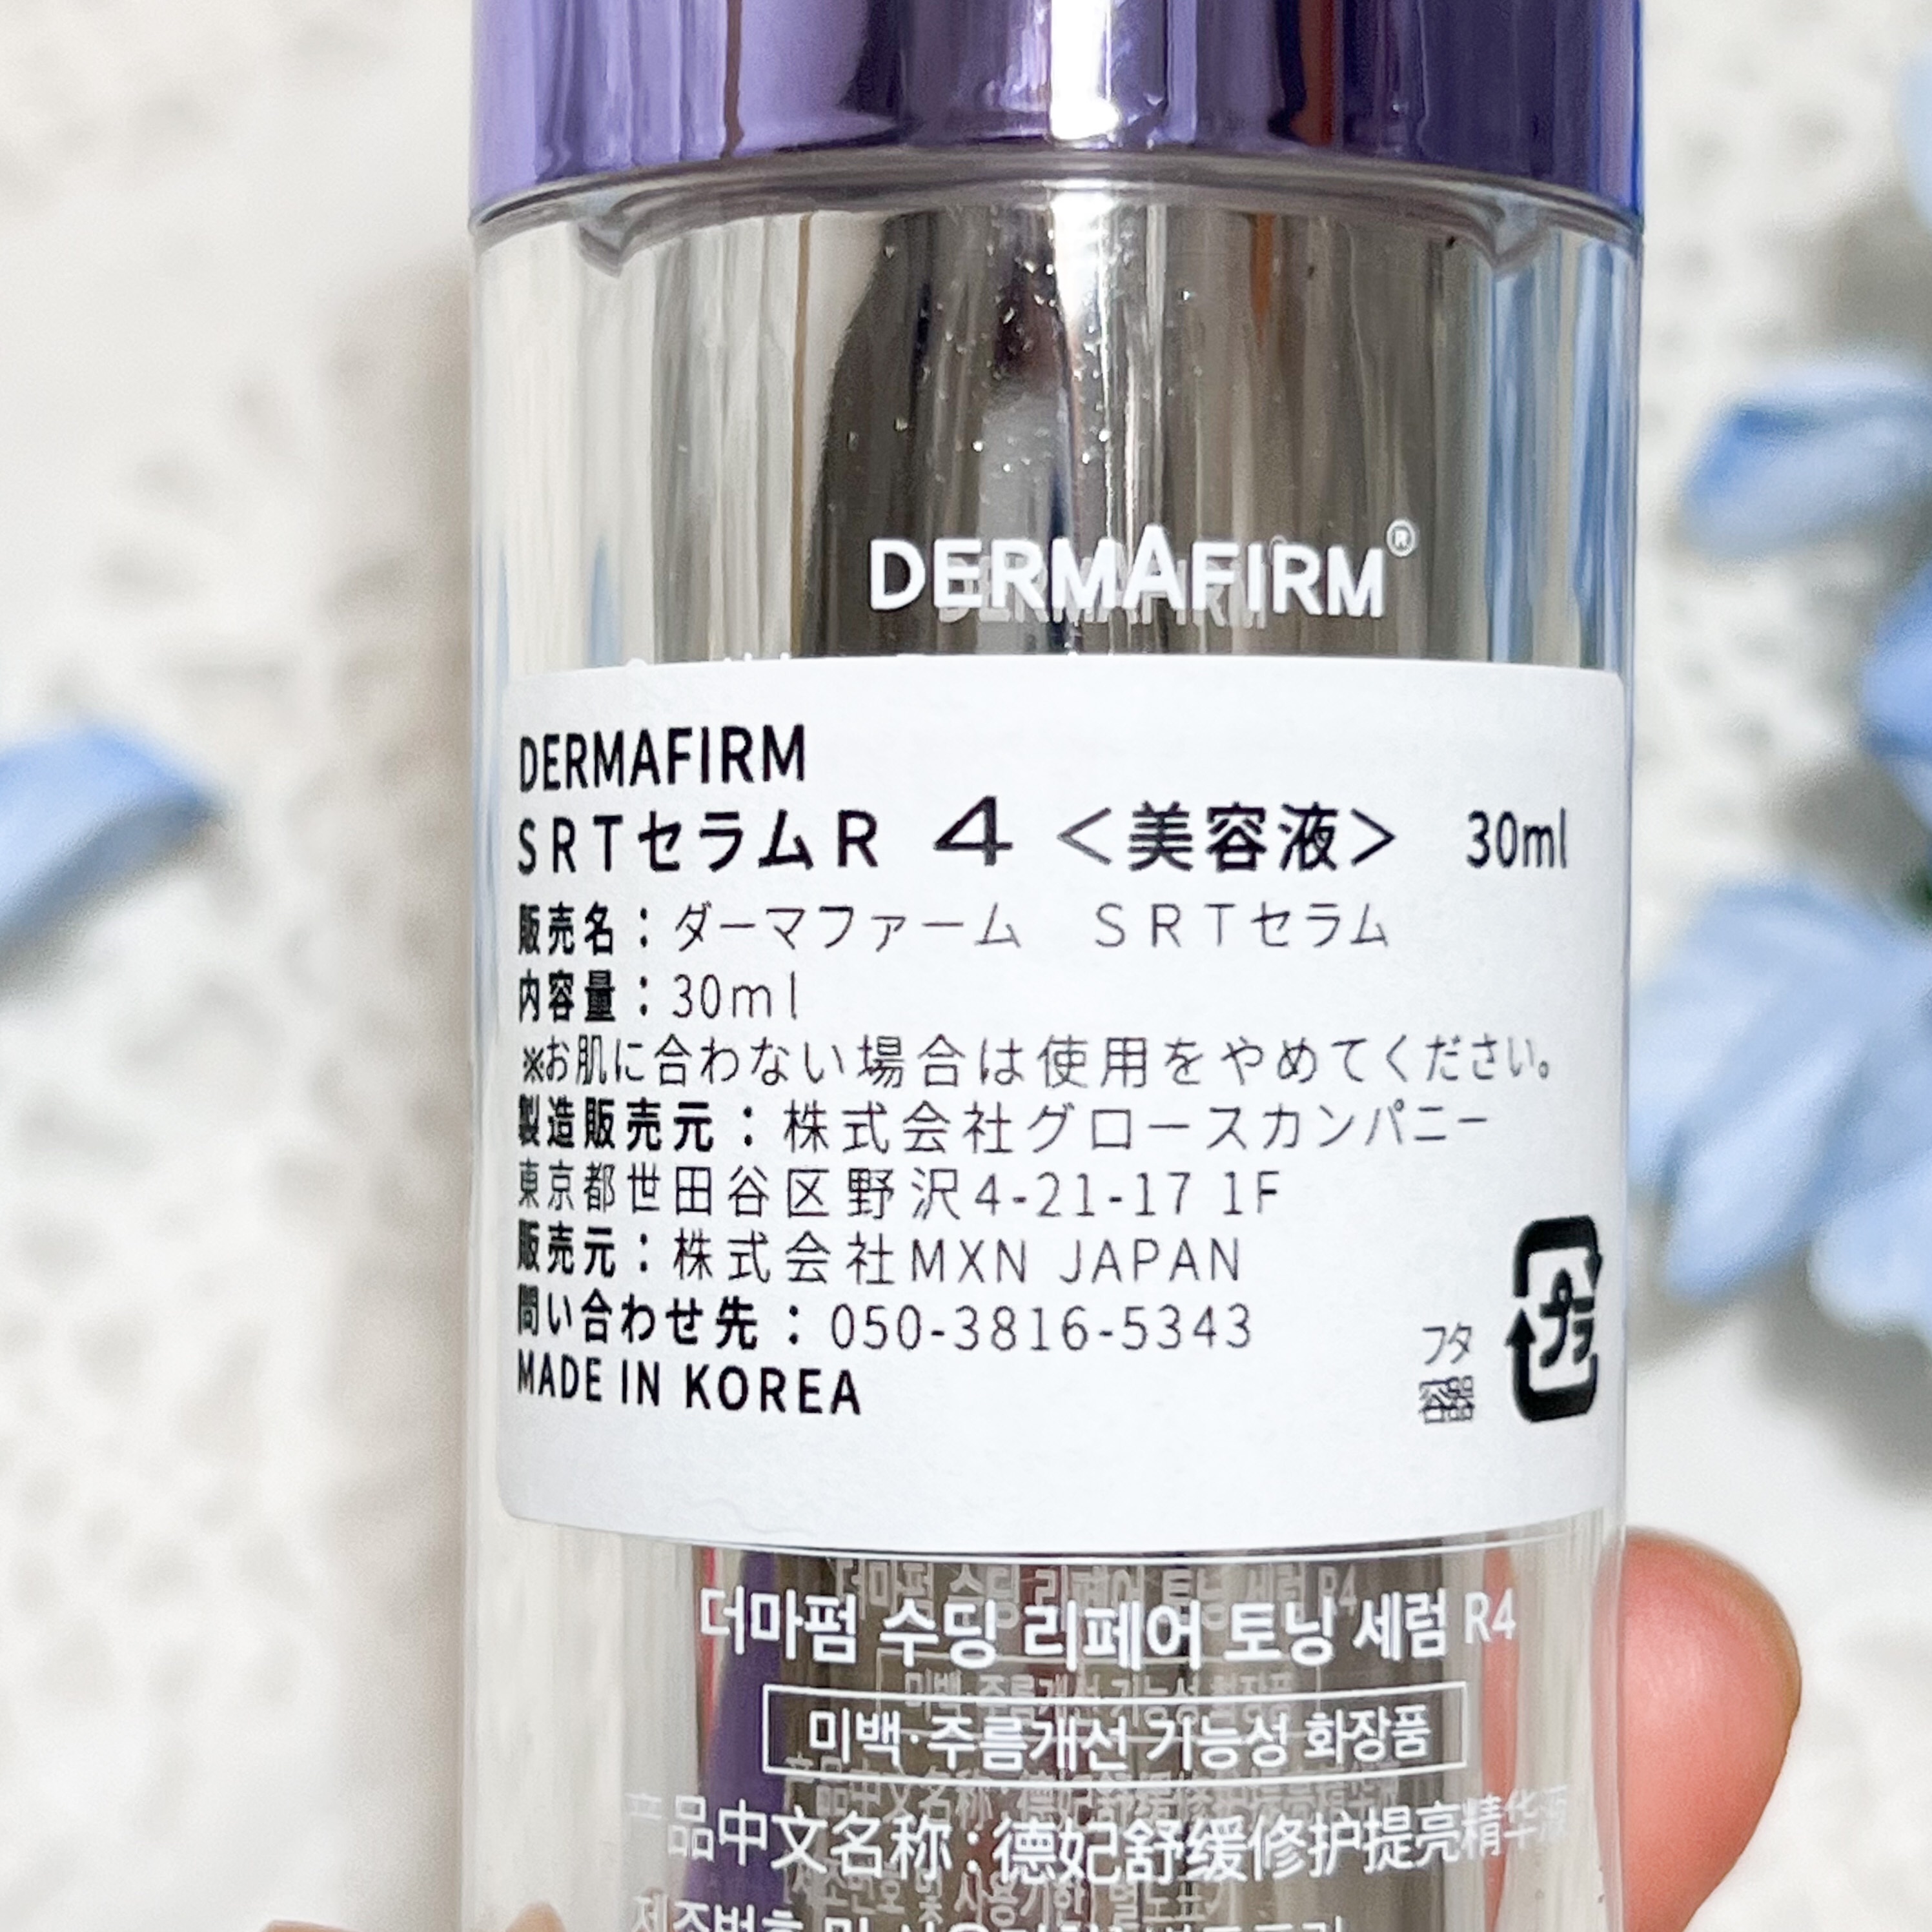 DERMAFIRM®
DERMAFIRM
SRTセラムR 4 <美容液> 30ml
販売名：ダーマファーム　SRTセラム
内容量：30ml
※お肌に合わない場合は使用をやめてください。
製造販売元：株式会社グロースカンパニー
東京都世田谷区野沢4-21-17 1F
販売元：株式会社MXN JAPAN
問い合わせ先：050-3816-5343
MADE IN KOREA
フタ
容器
プラ
더마펌 수딩 리페어 토닝 세럼 R4
미백·주름개선 기능성 화장품
产品中文名称：德妃舒缓修护提亮精华液